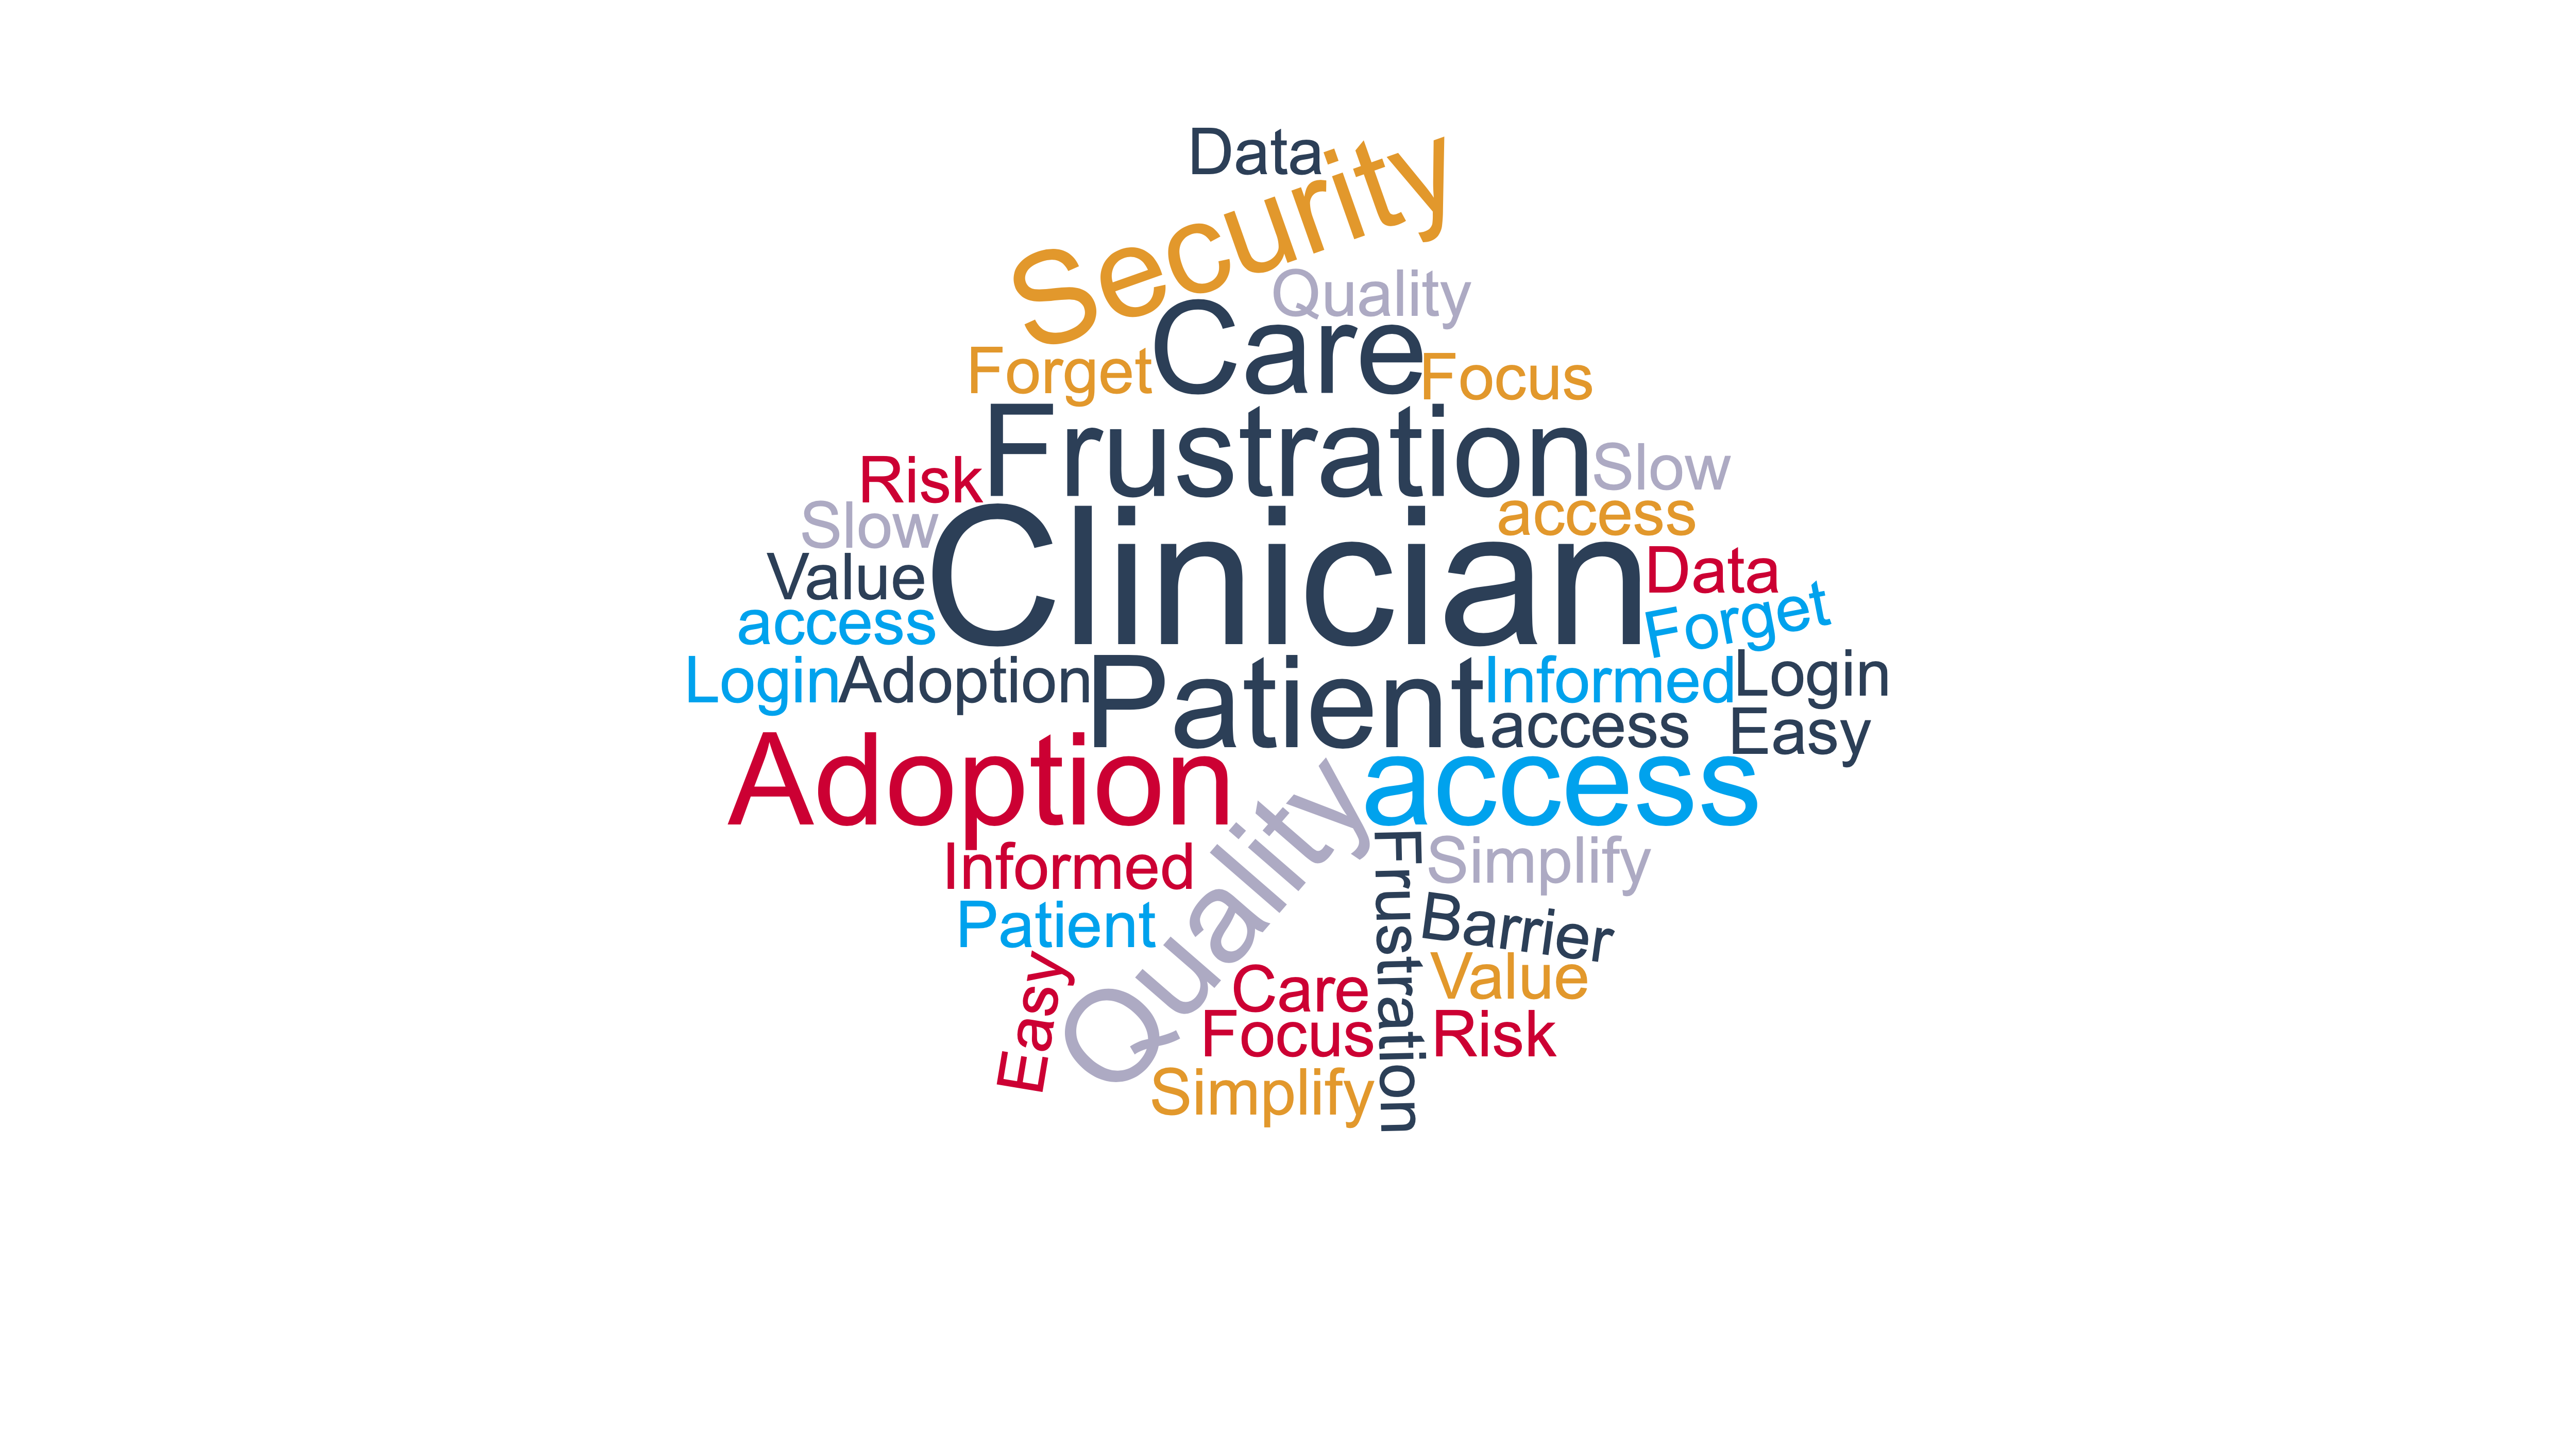 Data
Security
Quality
Care
Forget
Focus
Frustration
Slow
Risk
access
Slow
Clinician
Data
Value
access
Forget
Login
Adoption
Patient
Informed
Login
access
Easy
Adoption
access
Quality
Informed
Frustration
Simplify
Patient
Barrier
Easy
Care
Value
Focus
Risk
Simplify